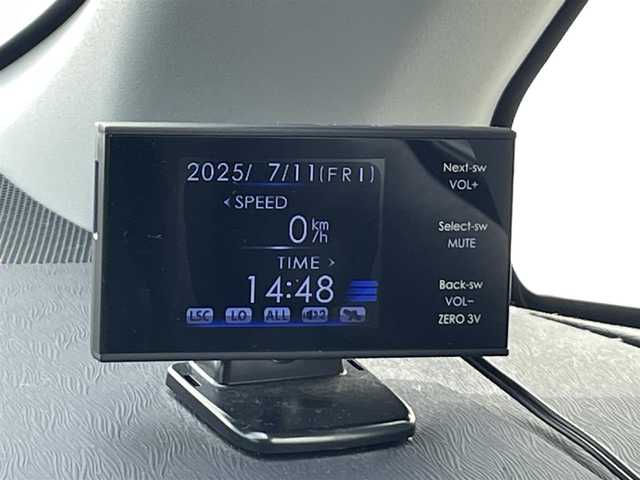 2025/ 7/11(FRI)
<SPEED
0 km/h
TIME >
14:48
LSC LO ALL 2
Next-sw
VOL+
Select-sw
MUTE
Back-sw
VOL−
ZERO 3V